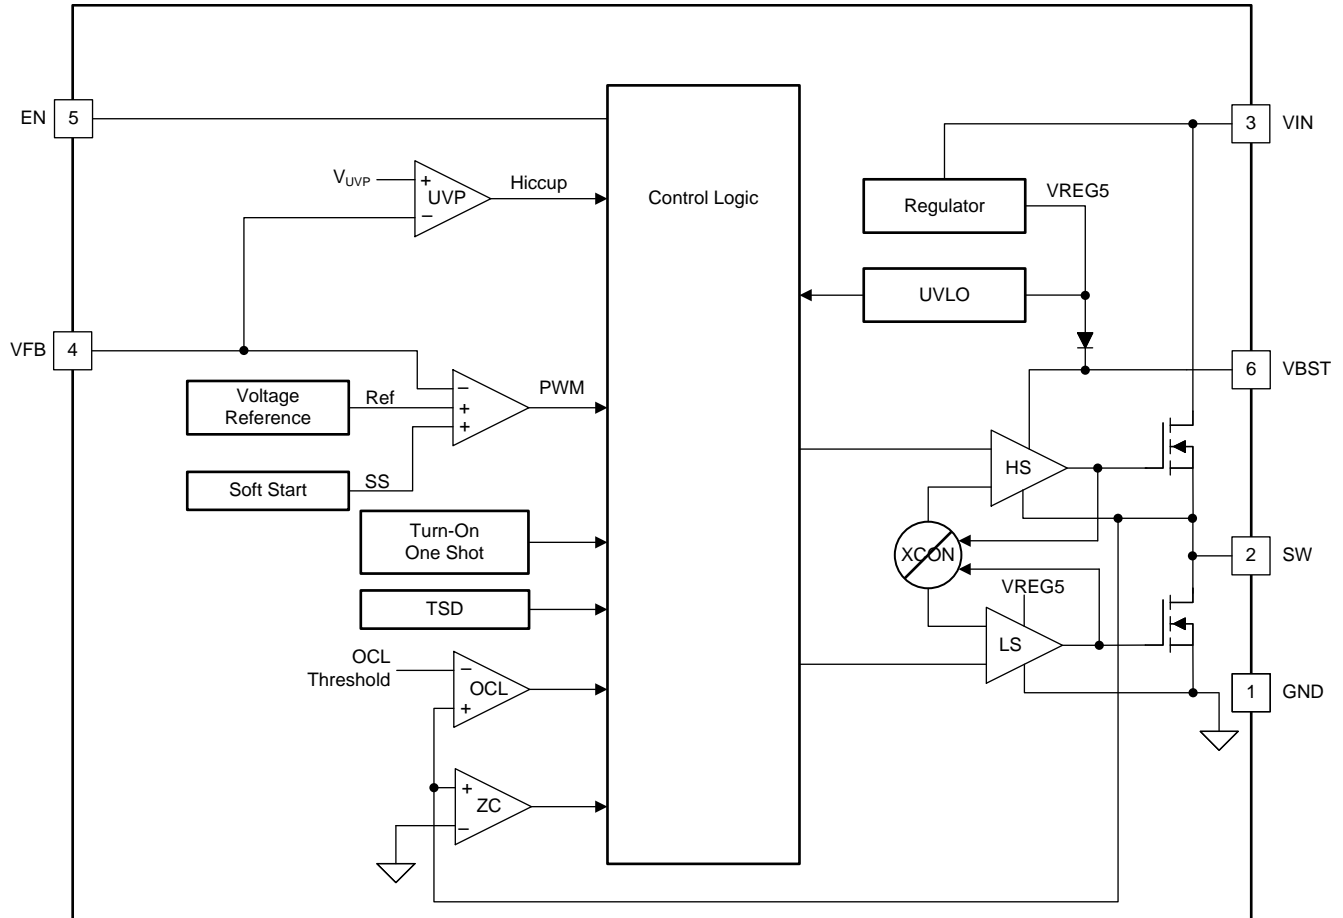 EN
5
3
VIN
VUVP
+
UVP
−
Hiccup
Control Logic
Regulator
VREG5
UVLO
VFB
4
6
VBST
Voltage
Reference
Ref
−
+
+
PWM
Soft Start
SS
HS
Turn-On
One Shot
XCON
2
SW
TSD
VREG5
LS
OCL
Threshold
−
OCL
+
1
GND
+
ZC
−